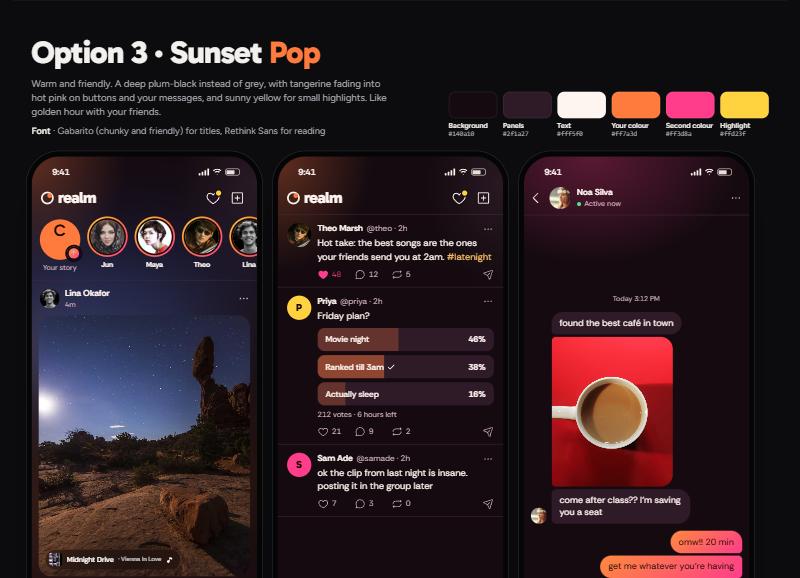 Option 3 · Sunset Pop
Warm and friendly. A deep plum-black instead of grey, with tangerine fading into
hot pink on buttons and your messages, and sunny yellow for small highlights. Like
golden hour with your friends.
Font · Gabarito (chunky and friendly) for titles, Rethink Sans for reading
Background
#140a10
Panels
#2f1a27
Text
#fff5f0
Your colour
#ff7a3d
Second colour
#ff3d8a
Highlight
#ffd23f
9:41
realm
C
Your story
Jun
Maya
Theo
Lina
Lina Okafor
4m
Midnight Drive · Vienna In Love
9:41
realm
Theo Marsh @theo · 2h
Hot take: the best songs are the ones
your friends send you at 2am. #latenight
48 12 5
P
Priya @priya · 2h
Friday plan?
Movie night 46%
Ranked till 3am 38%
Actually sleep 16%
212 votes · 6 hours left
21 9 2
S
Sam Ade @samade · 2h
ok the clip from last night is insane.
posting it in the group later
7 3 0
9:41
Noa Silva
Active now
Today 3:12 PM
found the best café in town
come after class?? I'm saving
you a seat
omw!! 20 min
get me whatever you're having